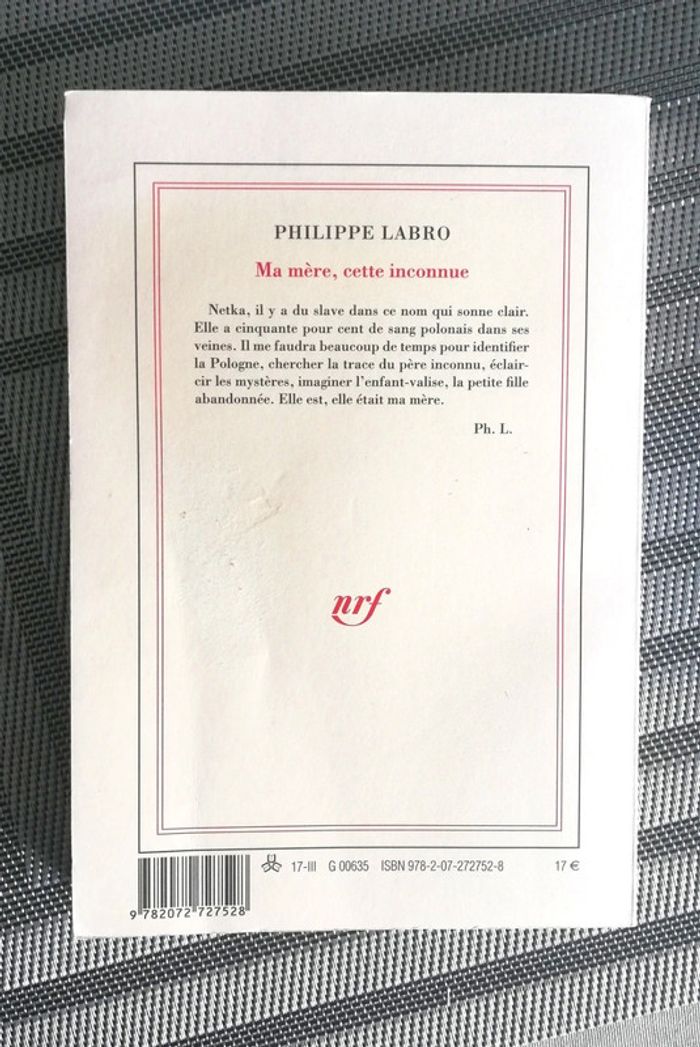 PHILIPPE LABRO
Ma mère, cette inconnue
Netka, il y a du slave dans ce nom qui sonne clair.
Elle a cinquante pour cent de sang polonais dans ses
veines. Il me faudra beaucoup de temps pour identifier
la Pologne, chercher la trace du père inconnu, éclair-
cir les mystères, imaginer l'enfant-valise, la petite fille
abandonnée. Elle est, elle était ma mère.
Ph. L.
nrf
17-III G 00635 ISBN 978-2-07-272752-8 17 €
9 782072 727528